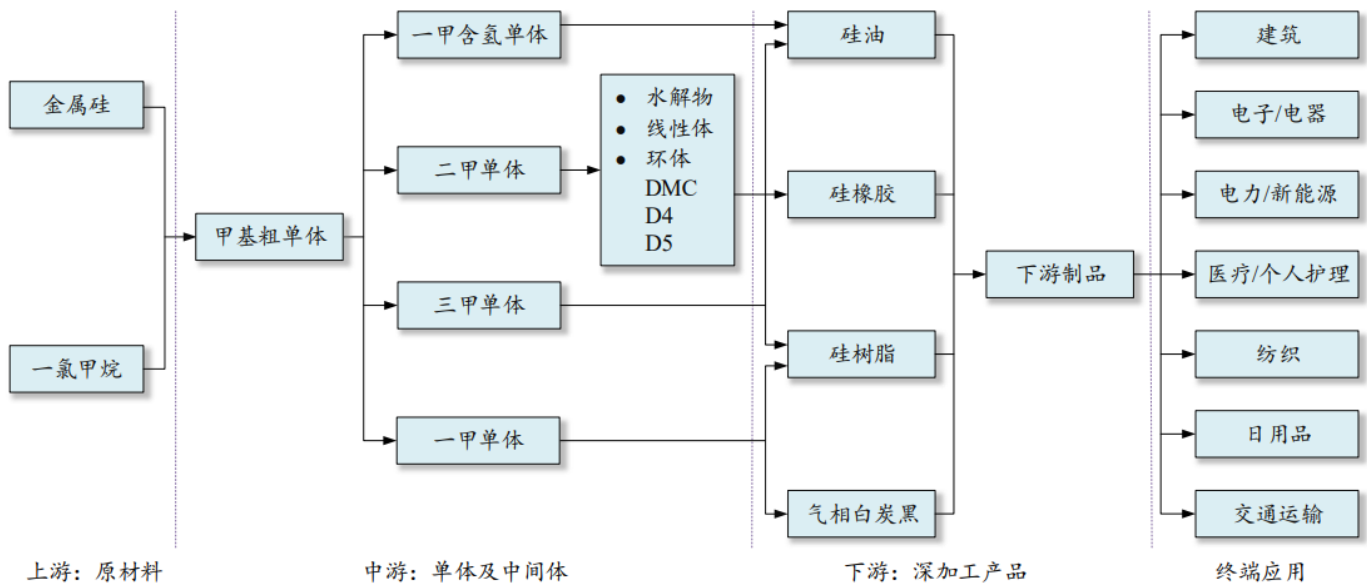 金属硅
一氯甲烷
甲基粗单体
一甲含氢单体
二甲单体
三甲单体
一甲单体
● 水解物
● 线性体
● 环体
DMC
D4
D5
硅油
硅橡胶
硅树脂
气相白炭黑
下游制品
建筑
电子/电器
电力/新能源
医疗/个人护理
纺织
日用品
交通运输
上游：原材料
中游：单体及中间体
下游：深加工产品
终端应用